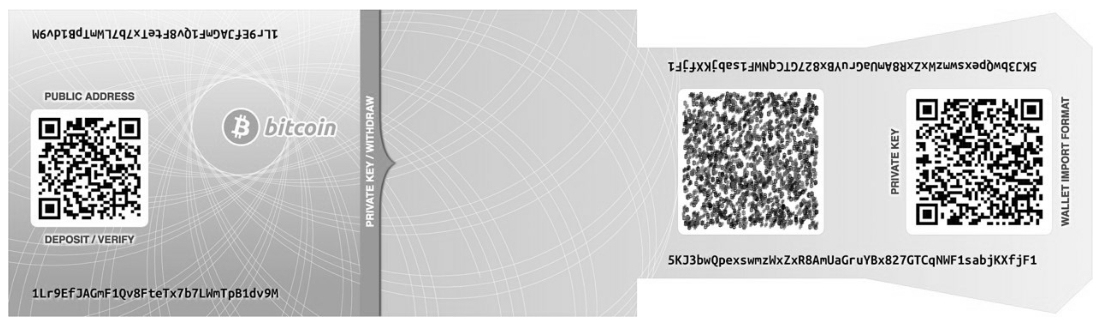 1Lr9EfJAGmF1Qv8FteTx7b7LWmTpB1dv9M
PUBLIC ADDRESS
bitcoin
DEPOSIT / VERIFY
1Lr9EfJAGmF1Qv8FteTx7b7LWmTpB1dv9M
PRIVATE KEY / WITHDRAW
5KJ3bwQpexswmzWxZxR8AmUaGruYBx827GTCqNWF1sabjKXfjF1
PRIVATE KEY
WALLET IMPORT FORMAT
5KJ3bwQpexswmzWxZxR8AmUaGruYBx827GTCqNWF1sabjKXfjF1